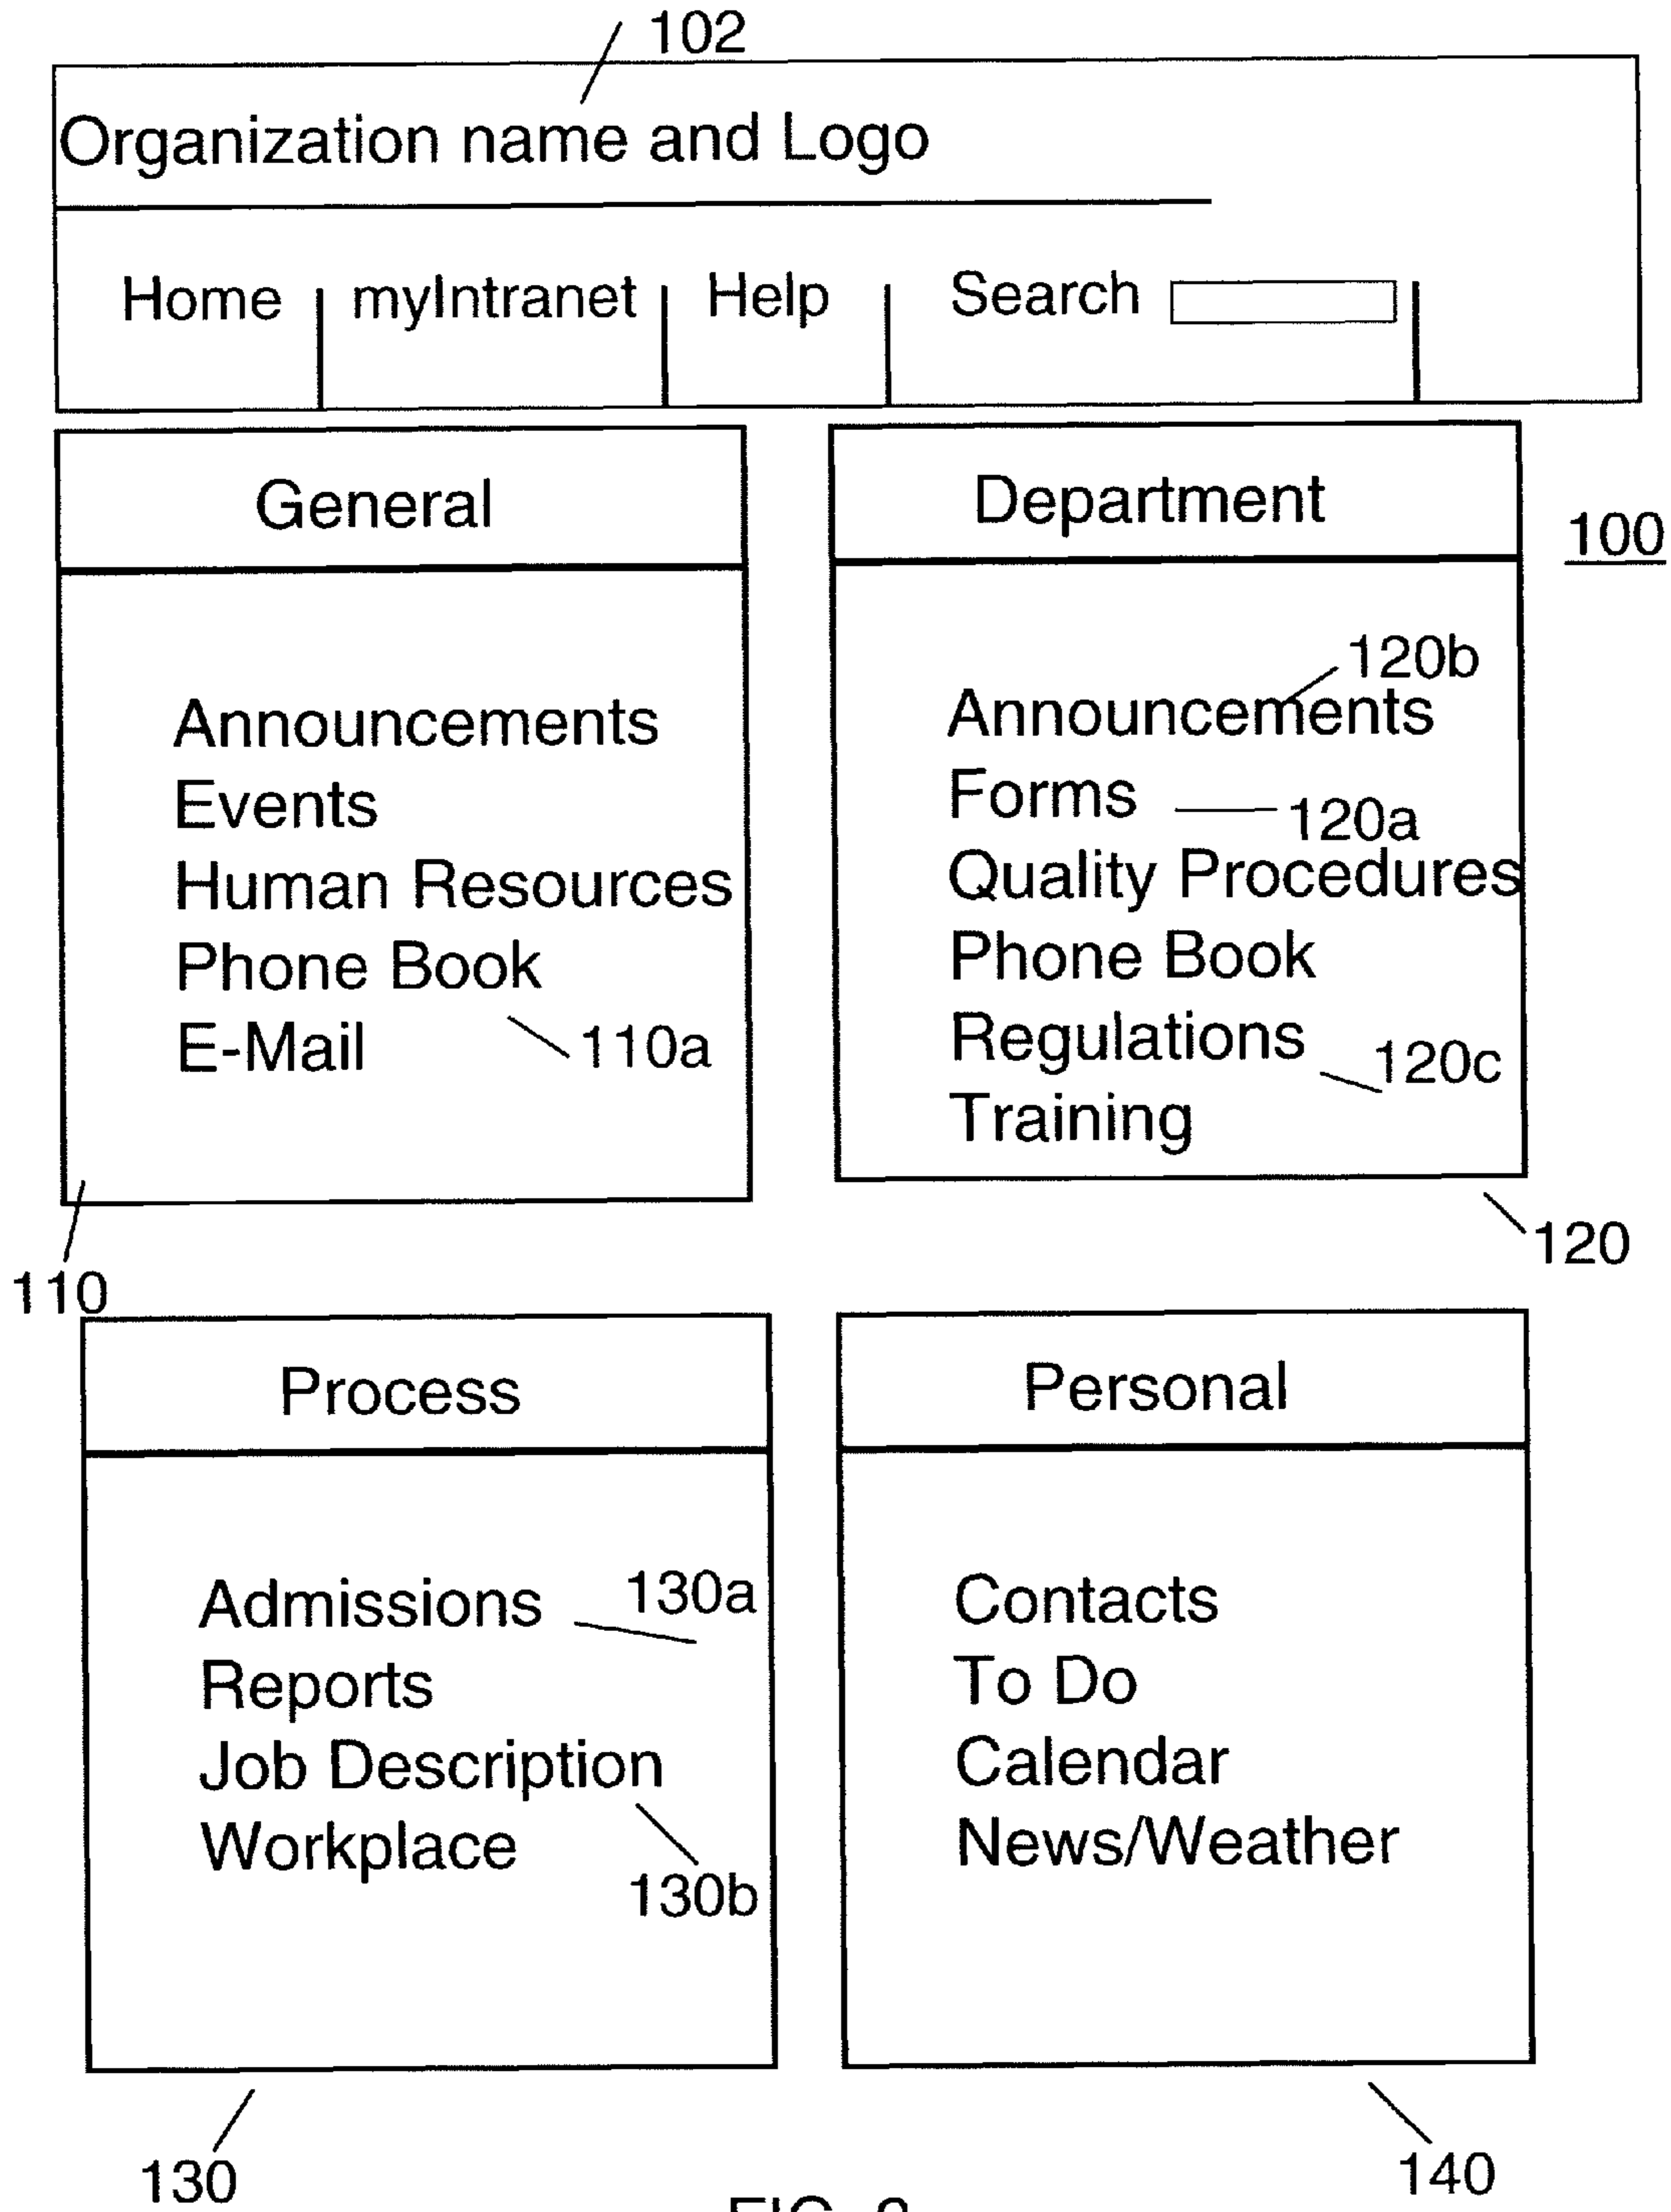 102
Organization name and Logo
Home myIntranet Help Search
General
Announcements
Events
Human Resources
Phone Book
E-Mail
110a
110
Department
100
120b
Announcements
Forms
120a
Quality Procedures
Phone Book
Regulations
120c
Training
120
Process
Admissions
130a
Reports
Job Description
Workplace
130b
130
Personal
Contacts
To Do
Calendar
News/Weather
140
FIG.